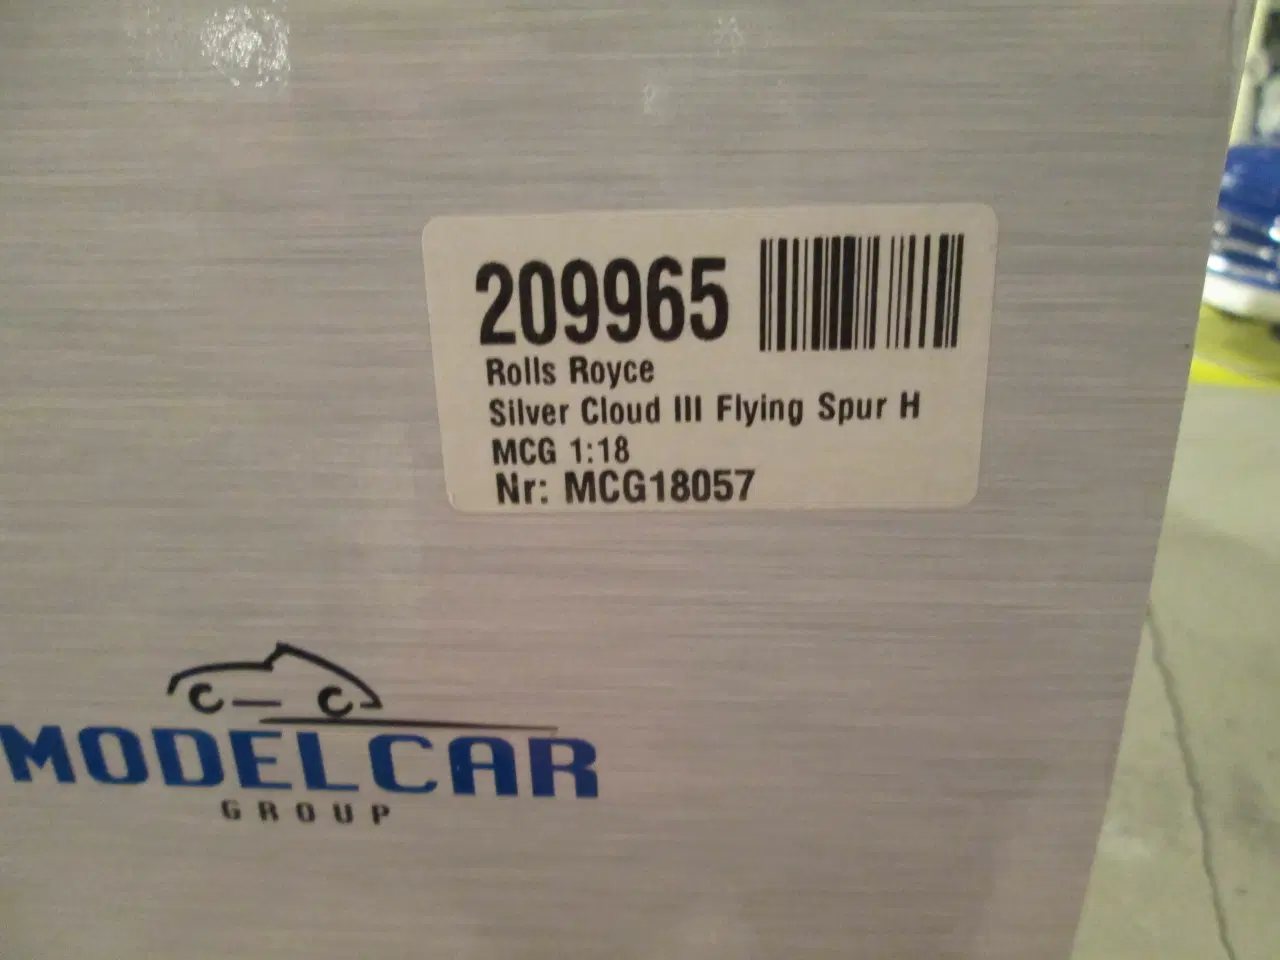 209965
Rolls Royce
Silver Cloud III Flying Spur H
MCG 1:18
Nr: MCG18057
MODELCAR
GROUP